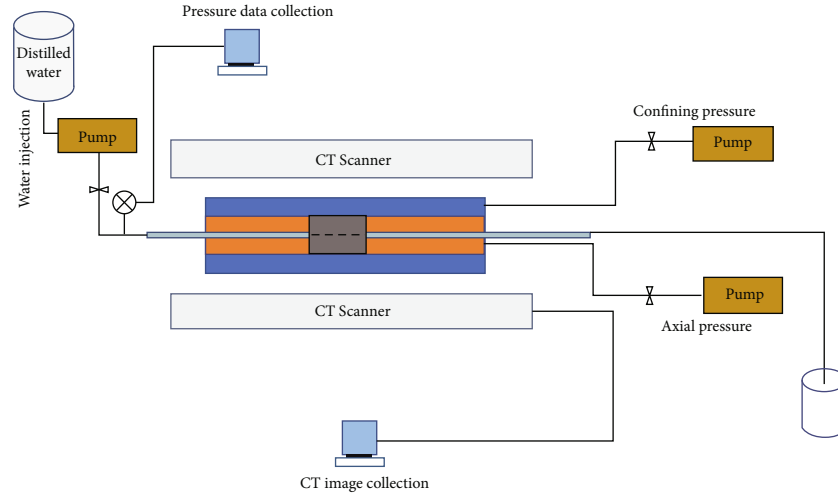 Pressure data collection
Distilled
water
Water injection
Pump
Confining pressure
Pump
CT Scanner
CT Scanner
Pump
Axial pressure
CT image collection